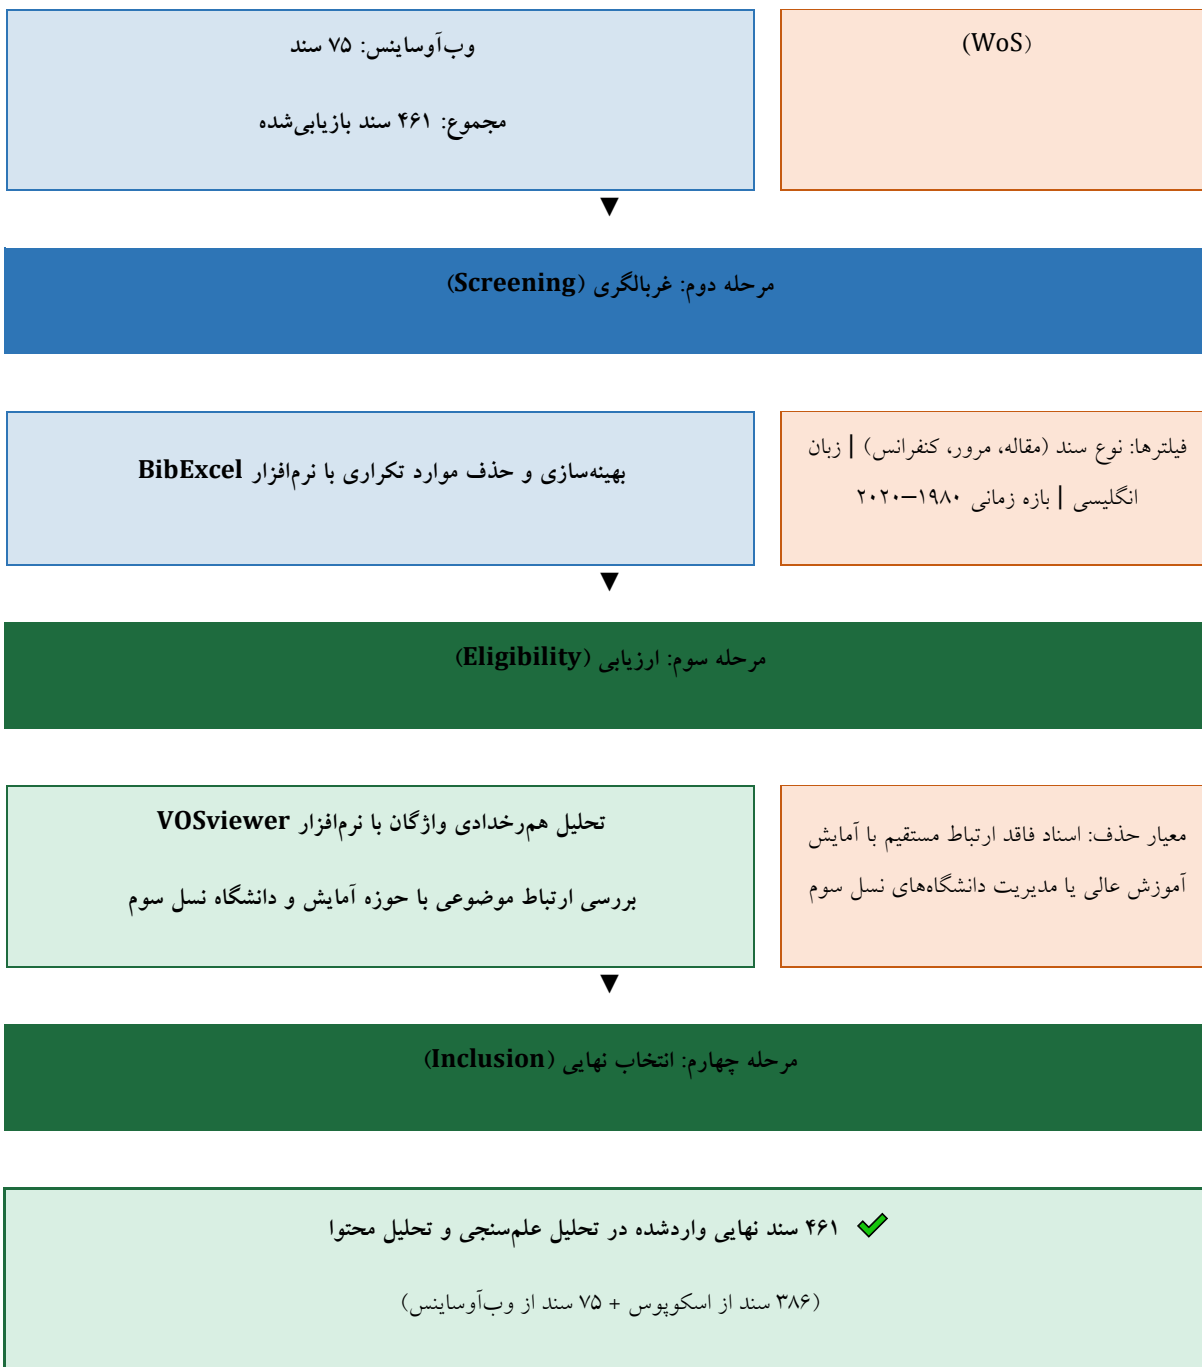 (WoS)
وب‌آوساینس: ۷۵ سند
مجموع: ۴۶۱ سند بازیابی‌شده
▼
مرحله دوم: غربالگری (Screening)
فیلترها: نوع سند (مقاله، مرور، کنفرانس) | زبان
انگلیسی | بازه زمانی ۱۹۸۰–۲۰۲۰
بهینه‌سازی و حذف موارد تکراری با نرم‌افزار BibExcel
▼
مرحله سوم: ارزیابی (Eligibility)
معیار حذف: اسناد فاقد ارتباط مستقیم با آمایش
آموزش عالی یا مدیریت دانشگاه‌های نسل سوم
تحلیل هم‌رخدادی واژگان با نرم‌افزار VOSviewer
بررسی ارتباط موضوعی با حوزه آمایش و دانشگاه نسل سوم
▼
مرحله چهارم: انتخاب نهایی (Inclusion)
✔ ۴۶۱ سند نهایی واردشده در تحلیل علم‌سنجی و تحلیل محتوا
(۳۸۶ سند از اسکوپوس + ۷۵ سند از وب‌آوساینس)